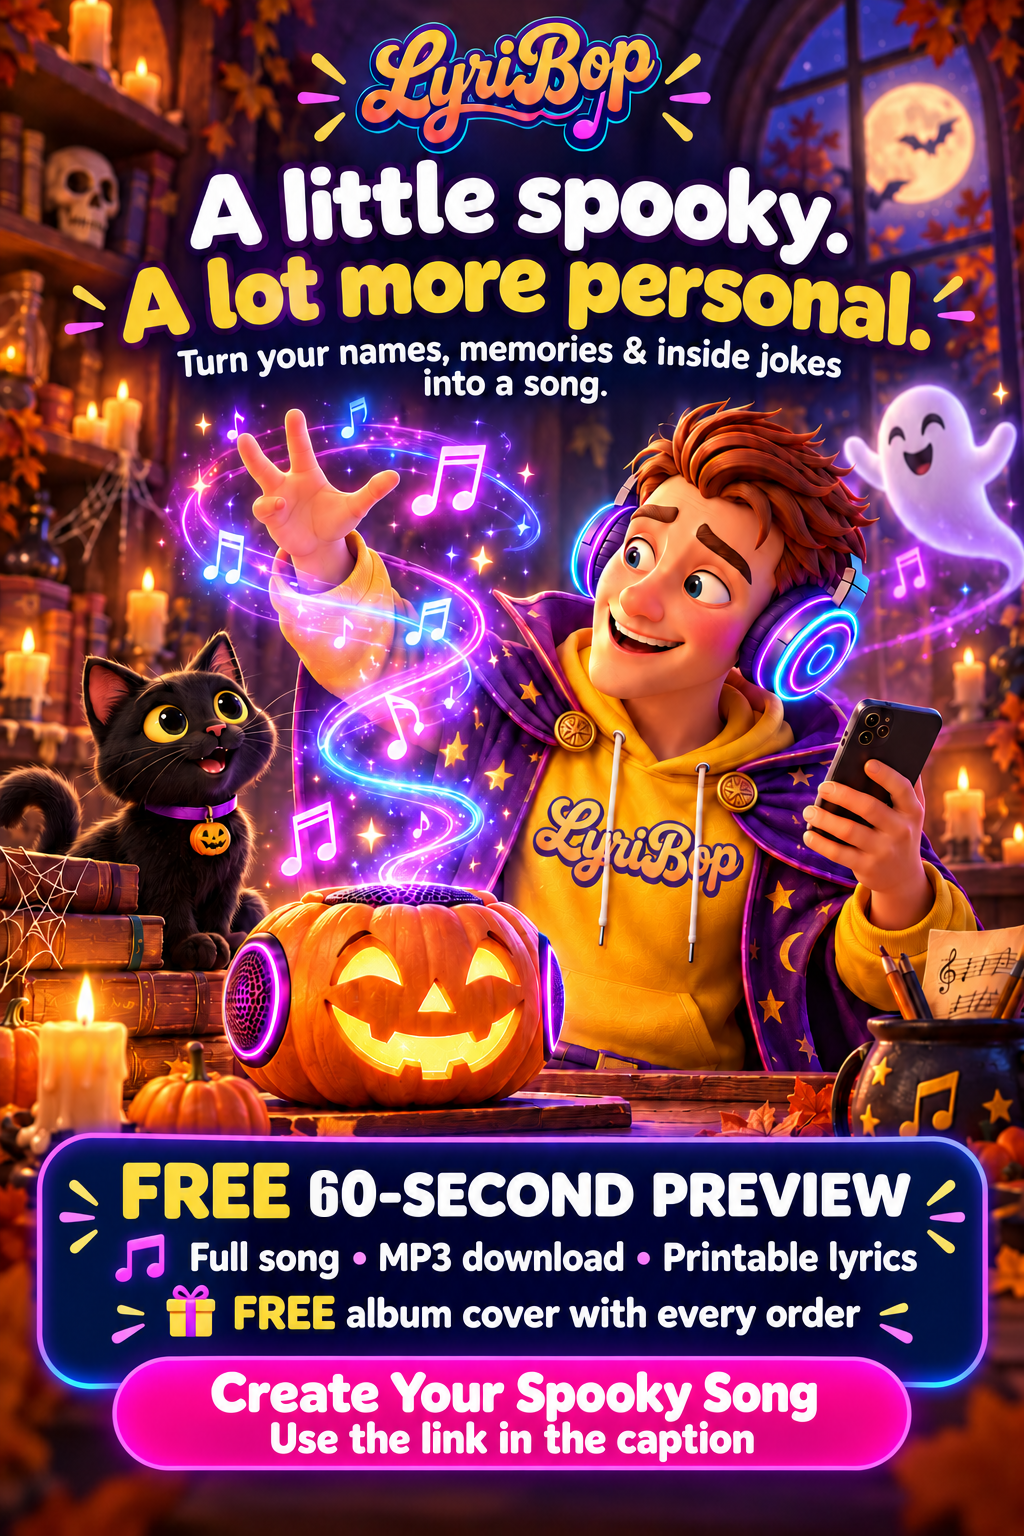 LyriBop
A little spooky.
A lot more personal.
Turn your names, memories & inside jokes
into a song.
LyriBop
FREE 60-SECOND PREVIEW
Full song • MP3 download • Printable lyrics
FREE album cover with every order
Create Your Spooky Song
Use the link in the caption